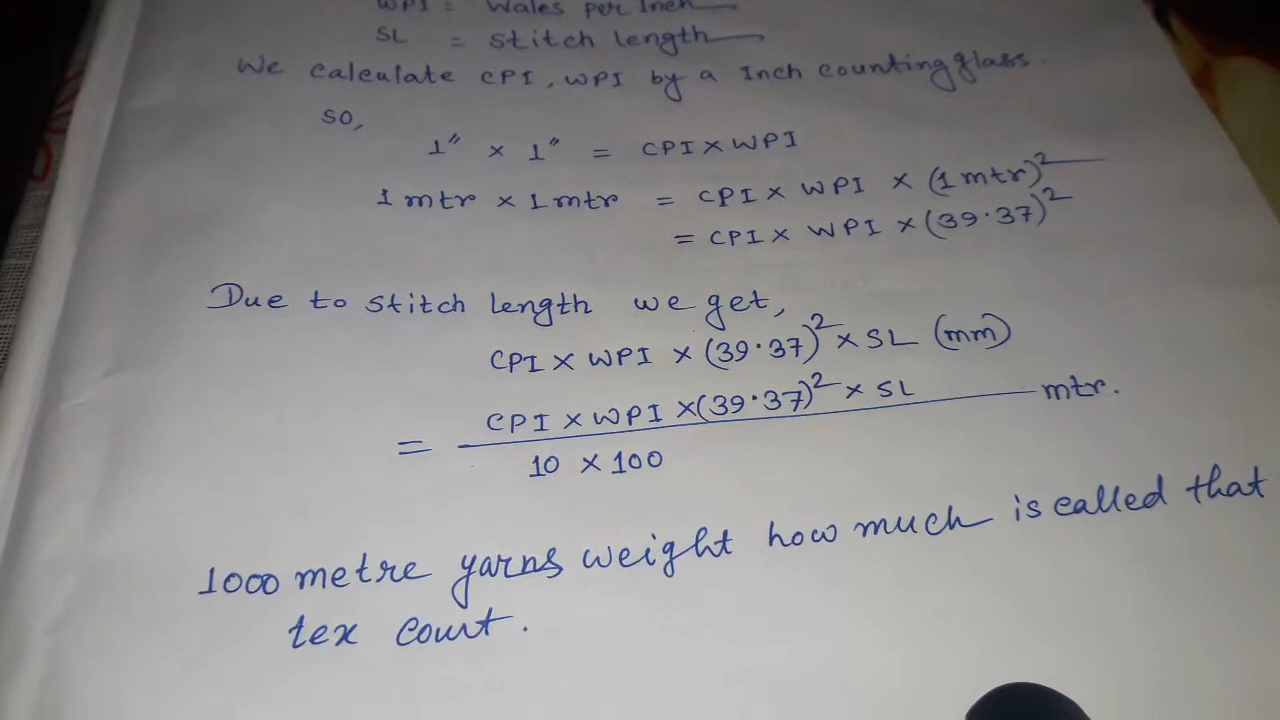 WPI = Wales per Inch
SL = stitch length
We calculate CPI, WPI by a Inch counting glass.
so,
1" × 1" = CPI × WPI
1 mtr × 1 mtr = CPI × WPI × (1 mtr)²
= CPI × WPI × (39.37)²
Due to stitch length we get,
CPI × WPI × (39.37)² × SL (mm)
= CPI × WPI × (39.37)² × SL mtr.
10 × 100
1000 metre yarns weight how much is called that
tex count.